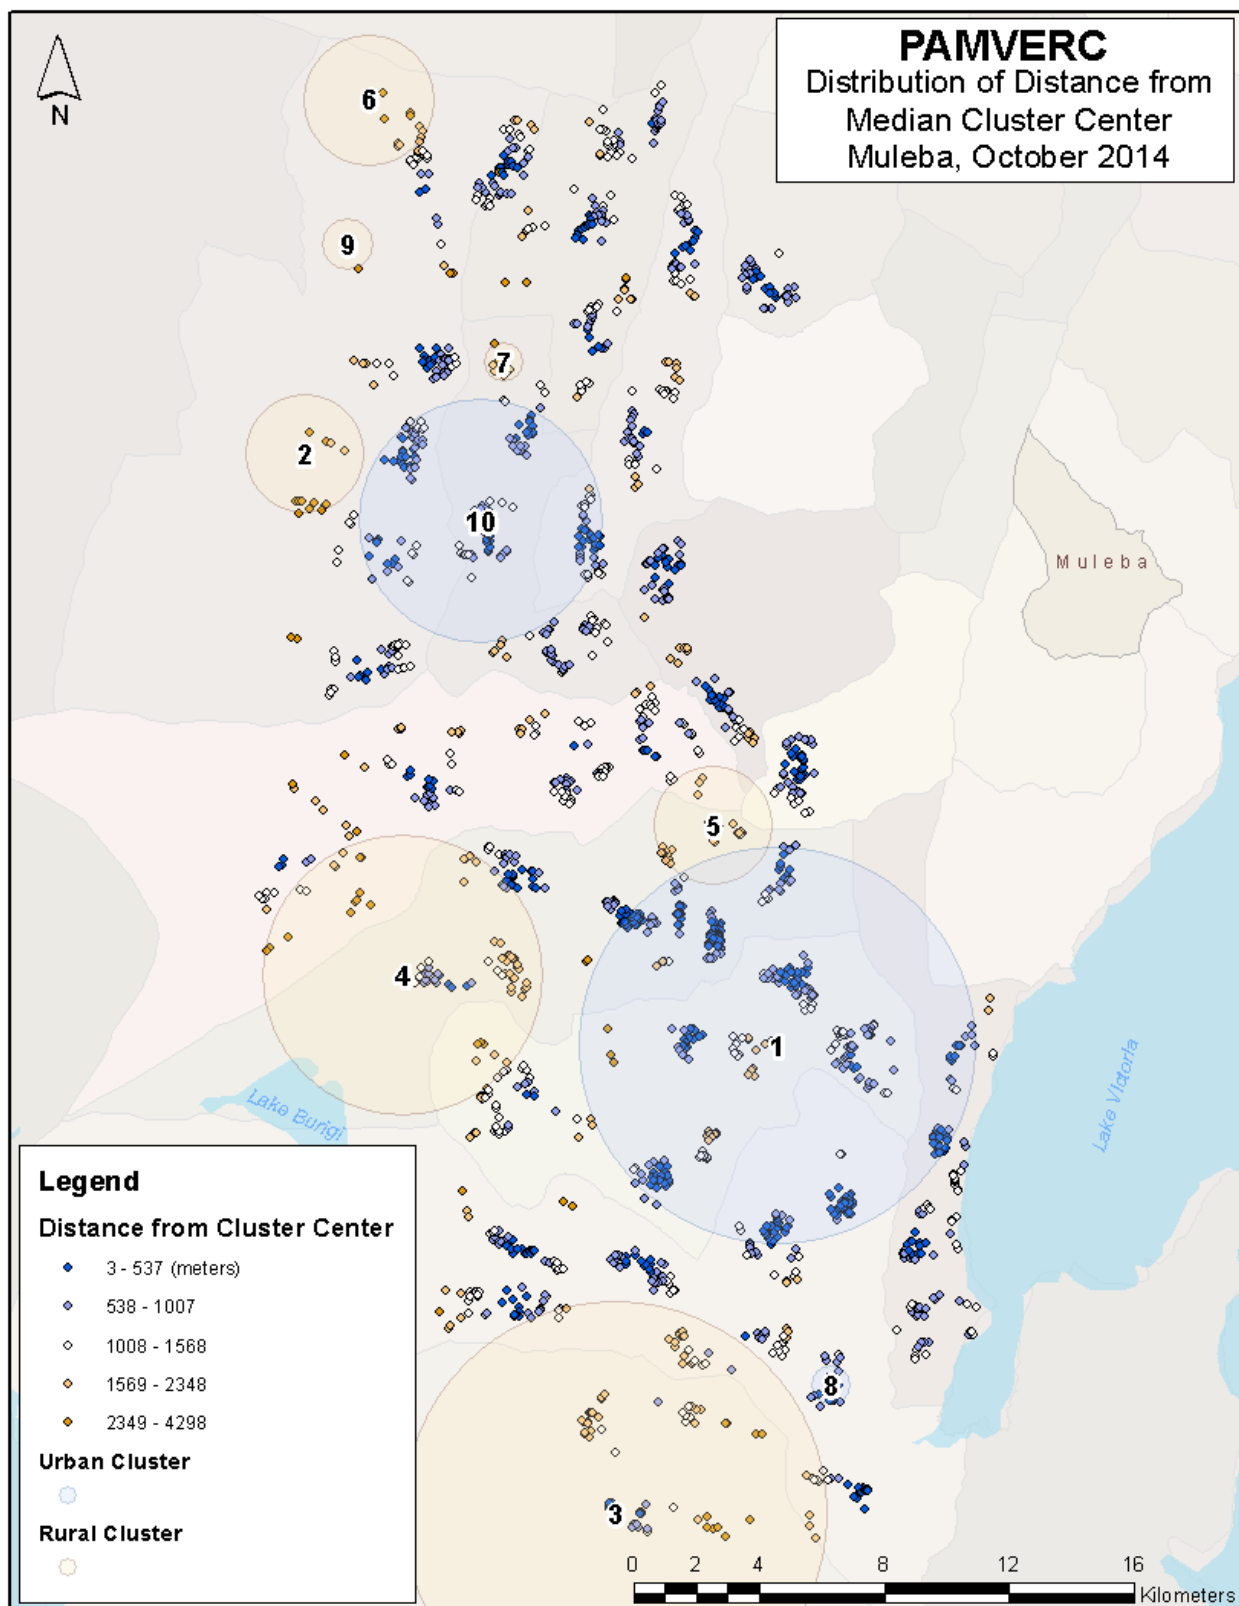 PAMVERC
Distribution of Distance from
Median Cluster Center
Muleba, October 2014
N
6
9
7
2
10
Muleba
5
4
1
Lake Victoria
Lake Burigi
8
3
Legend
Distance from Cluster Center
3 - 537 (meters)
538 - 1007
1008 - 1568
1569 - 2348
2349 - 4298
Urban Cluster
Rural Cluster
0 2 4 8 12 16
Kilometers